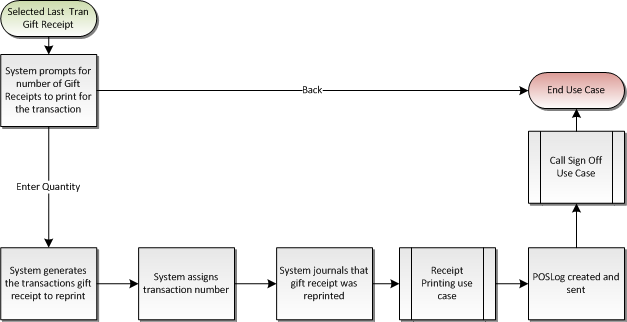 Selected Last Tran
Gift Receipt
System prompts for
number of Gift
Receipts to print for
the transaction
Back
End Use Case
Call Sign Off
Use Case
Enter Quantity
System generates
the transactions gift
receipt to reprint
System assigns
transaction number
System journals that
gift receipt was
reprinted
Receipt
Printing use
case
POSLog created and
sent